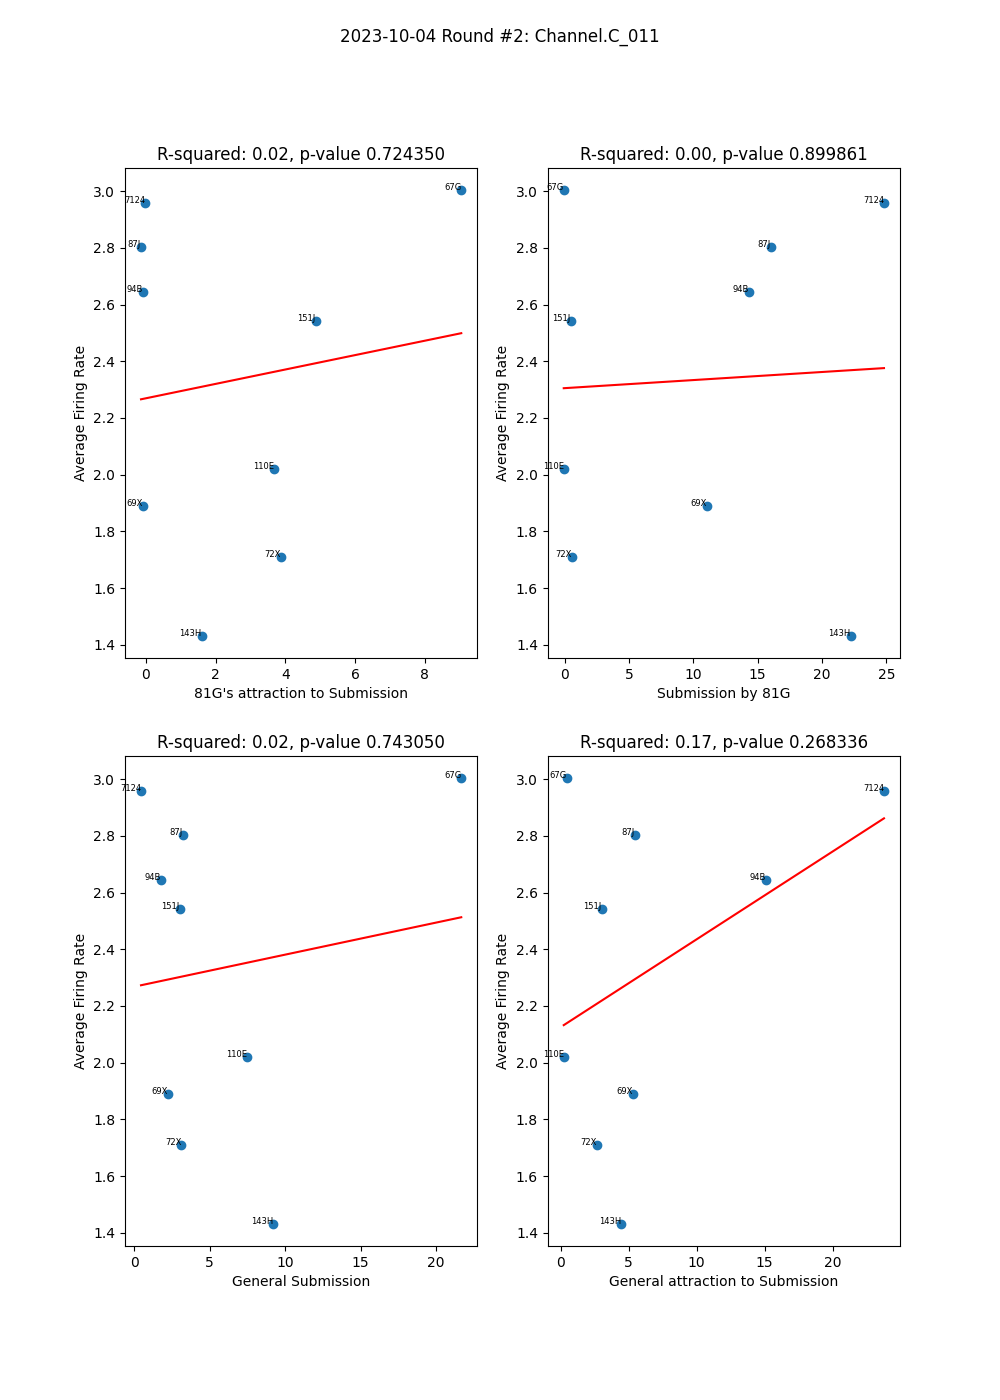 2023-10-04 Round #2: Channel.C_011
R-squared: 0.02, p-value 0.724350
Average Firing Rate
3.0
2.8
2.6
2.4
2.2
2.0
1.8
1.6
1.4
67G
7124
87J
94B
151J
110E
69X
72X
143H
0 2 4 6 8
81G's attraction to Submission
R-squared: 0.00, p-value 0.899861
Average Firing Rate
3.0
2.8
2.6
2.4
2.2
2.0
1.8
1.6
1.4
67G
7124
87J
94B
151J
110E
69X
72X
143H
0 5 10 15 20 25
Submission by 81G
R-squared: 0.02, p-value 0.743050
Average Firing Rate
3.0
2.8
2.6
2.4
2.2
2.0
1.8
1.6
1.4
67G
7124
87J
94B
151J
110E
69X
72X
143H
0 5 10 15 20
General Submission
R-squared: 0.17, p-value 0.268336
Average Firing Rate
3.0
2.8
2.6
2.4
2.2
2.0
1.8
1.6
1.4
67G
7124
87J
94B
151J
110E
69X
72X
143H
0 5 10 15 20
General attraction to Submission